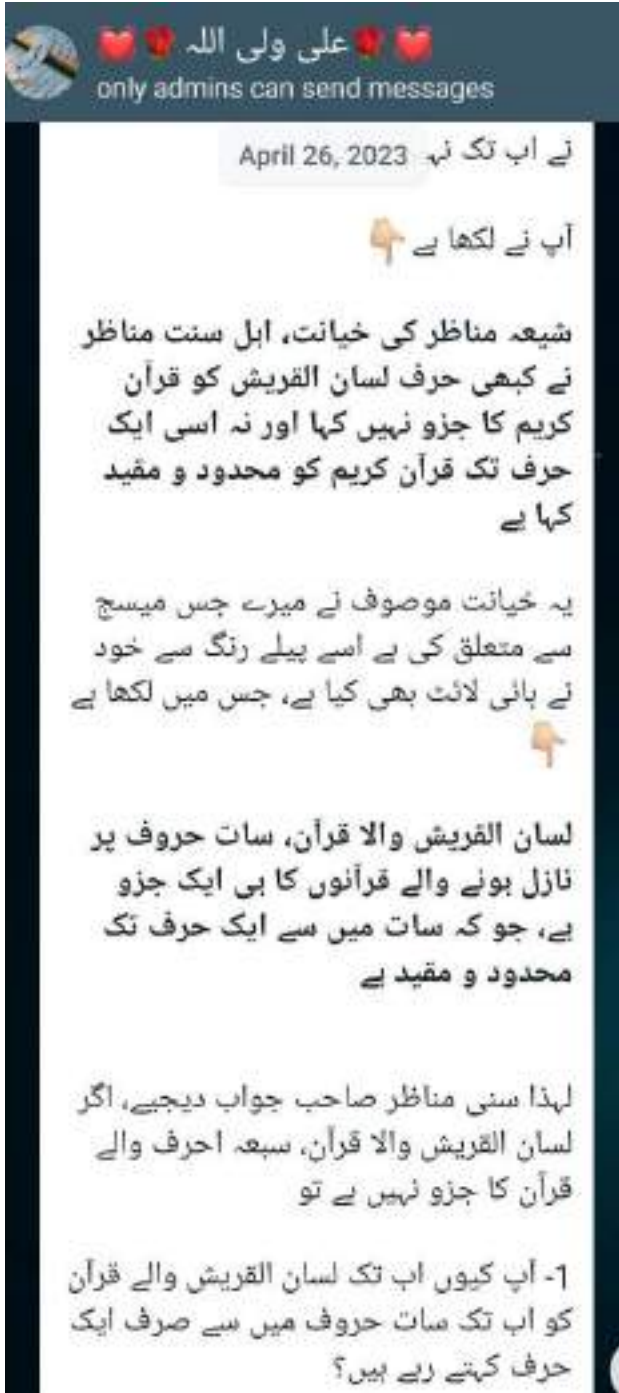 ❤️🌹علی ولی اللہ🌹❤️
only admins can send messages
نے اب تک نہ
April 26, 2023
آپ نے لکھا ہے 👇🏻
شیعہ مناظر کی خیانت، اہل سنت مناظر
نے کبھی حرف لسان القریش کو قرآن
کریم کا جزو نہیں کہا اور نہ اسی ایک
حرف تک قرآن کریم کو محدود و مقید
کہا ہے
یہ خیانت موصوف نے میرے جس میسج
سے متعلق کی ہے اسے پیلے رنگ سے خود
نے ہائی لائٹ بھی کیا ہے، جس میں لکھا ہے
👇🏻
لسان القریش والا قرآن، سات حروف پر
نازل ہونے والے قرآنوں کا ہی ایک جزو
ہے، جو کہ سات میں سے ایک حرف تک
محدود و مقید ہے
لہذا سنی مناظر صاحب جواب دیجیے، اگر
لسان القریش والا قرآن، سبعہ احرف والے
قرآن کا جزو نہیں ہے تو
1- آپ کیوں اب تک لسان القریش والے قرآن
کو اب تک سات حروف میں سے صرف ایک
حرف کہتے رہے ہیں؟